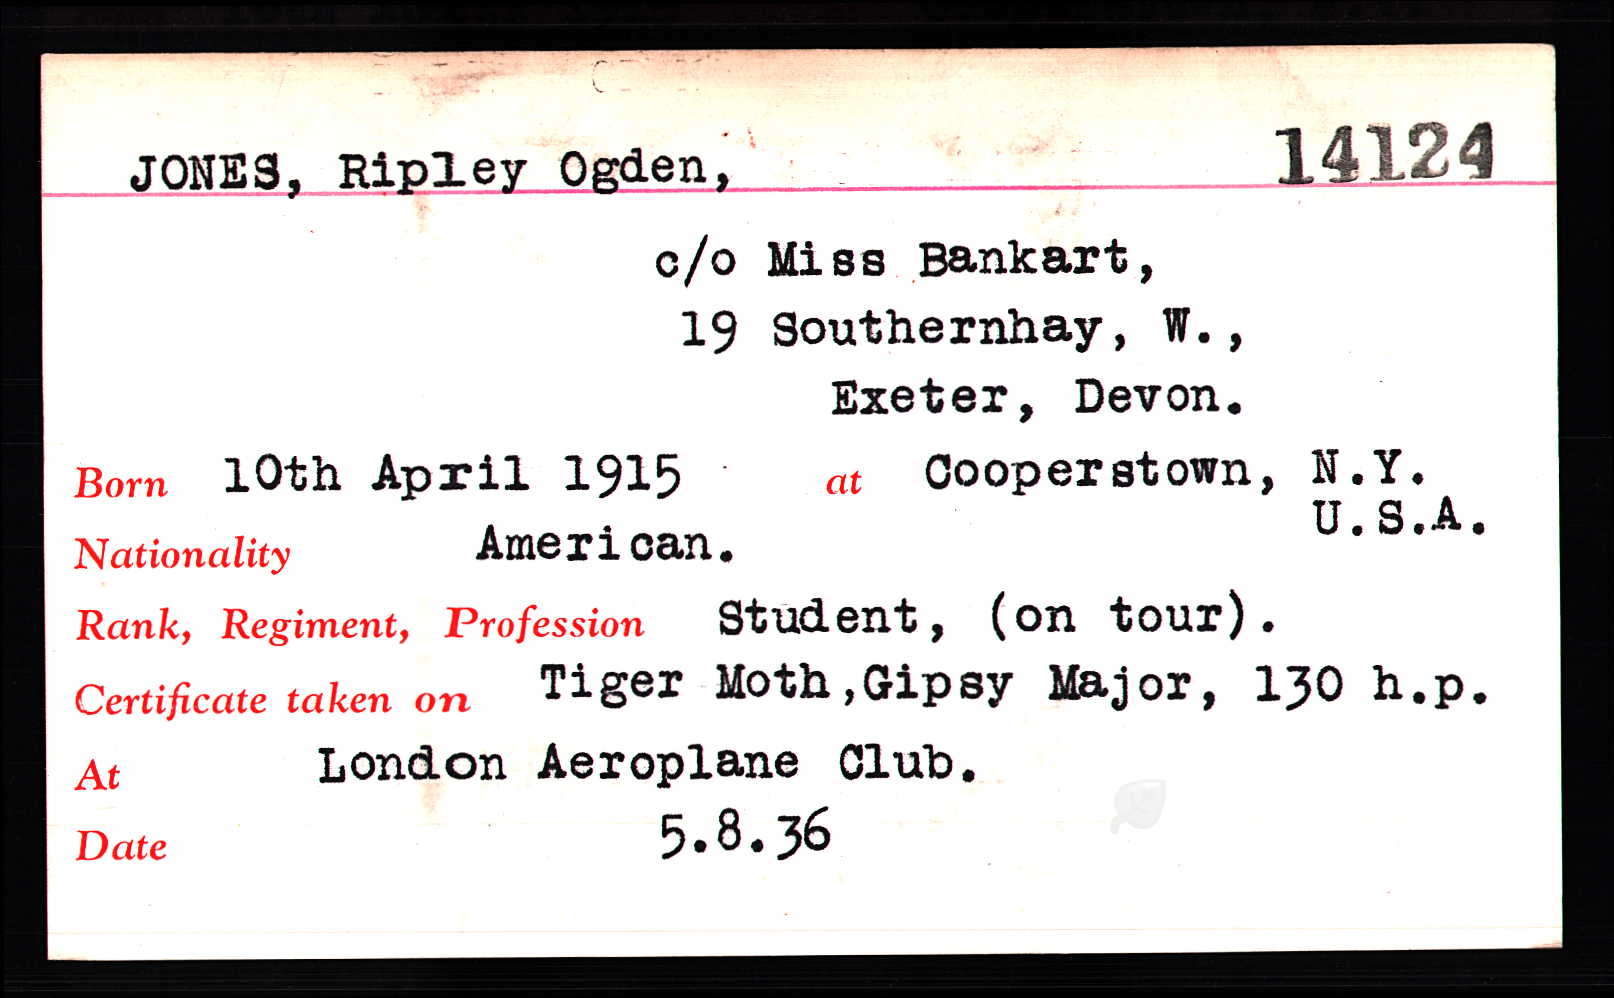 JONES, Ripley Ogden, 14124
c/o Miss Bankart,
19 Southernhay, W.,
Exeter, Devon.
Born 10th April 1915 at Cooperstown, N.Y.
U.S.A.
Nationality American.
Rank, Regiment, Profession Student, (on tour).
Certificate taken on Tiger Moth,Gipsy Major, 130 h.p.
At London Aeroplane Club.
Date 5.8.36